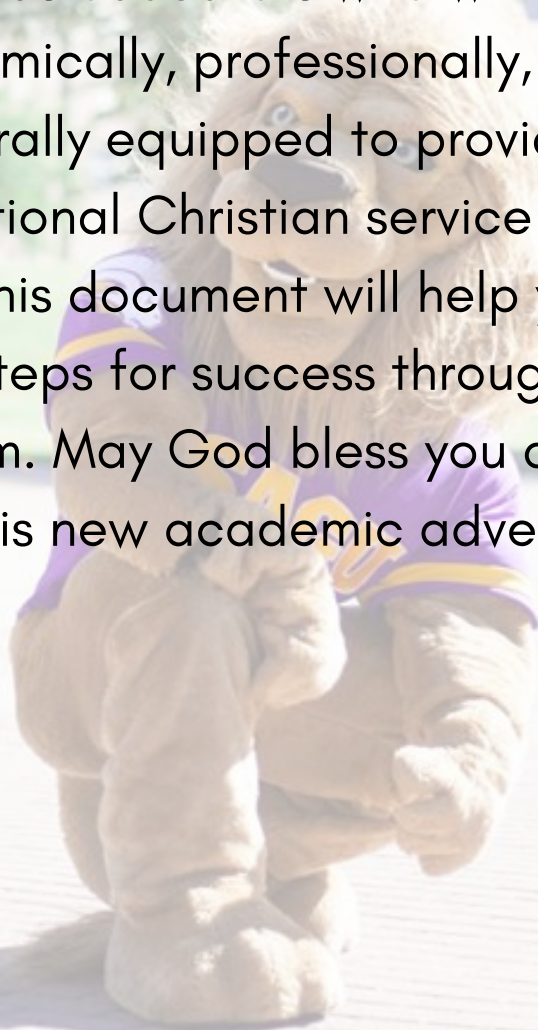 mically, professionally,
rally equipped to provi
tional Christian service
his document will help
teps for success throug
m. May God bless you
is new academic adve